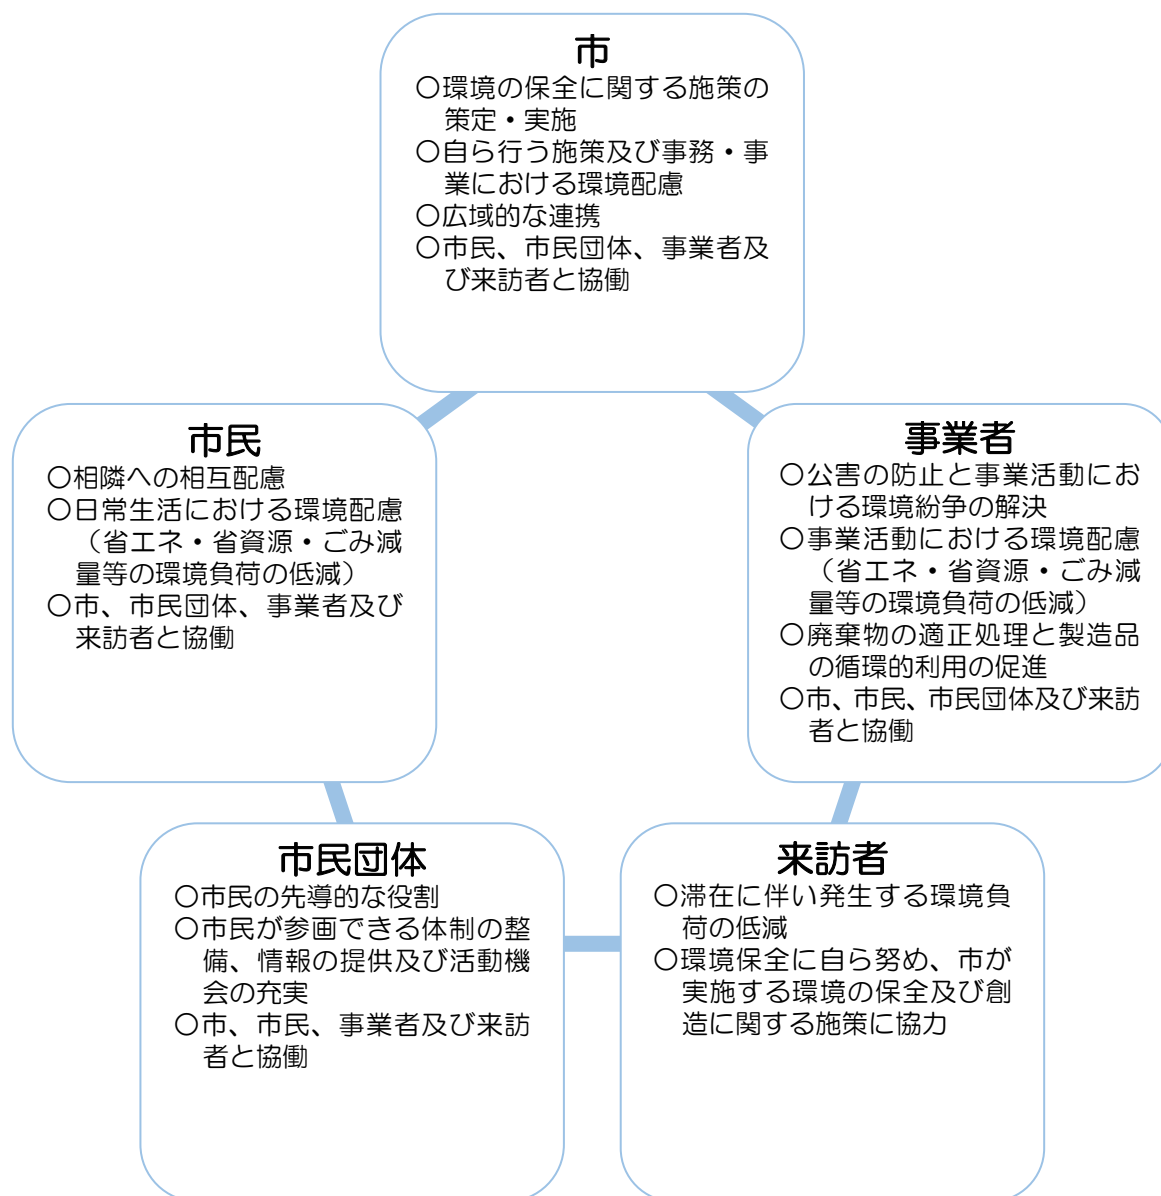 市
〇環境の保全に関する施策の
策定・実施
〇自ら行う施策及び事務・事
業における環境配慮
〇広域的な連携
〇市民、市民団体、事業者及
び来訪者と協働
市民
〇相隣への相互配慮
〇日常生活における環境配慮
（省エネ・省資源・ごみ減
量等の環境負荷の低減）
〇市、市民団体、事業者及び
来訪者と協働
事業者
〇公害の防止と事業活動にお
ける環境紛争の解決
〇事業活動における環境配慮
（省エネ・省資源・ごみ減
量等の環境負荷の低減）
〇廃棄物の適正処理と製造品
の循環的利用の促進
〇市、市民、市民団体及び来訪
者と協働
市民団体
〇市民の先導的な役割
〇市民が参画できる体制の整
備、情報の提供及び活動機
会の充実
〇市、市民、事業者及び来訪
者と協働
来訪者
〇滞在に伴い発生する環境負
荷の低減
〇環境保全に自ら努め、市が
実施する環境の保全及び創
造に関する施策に協力